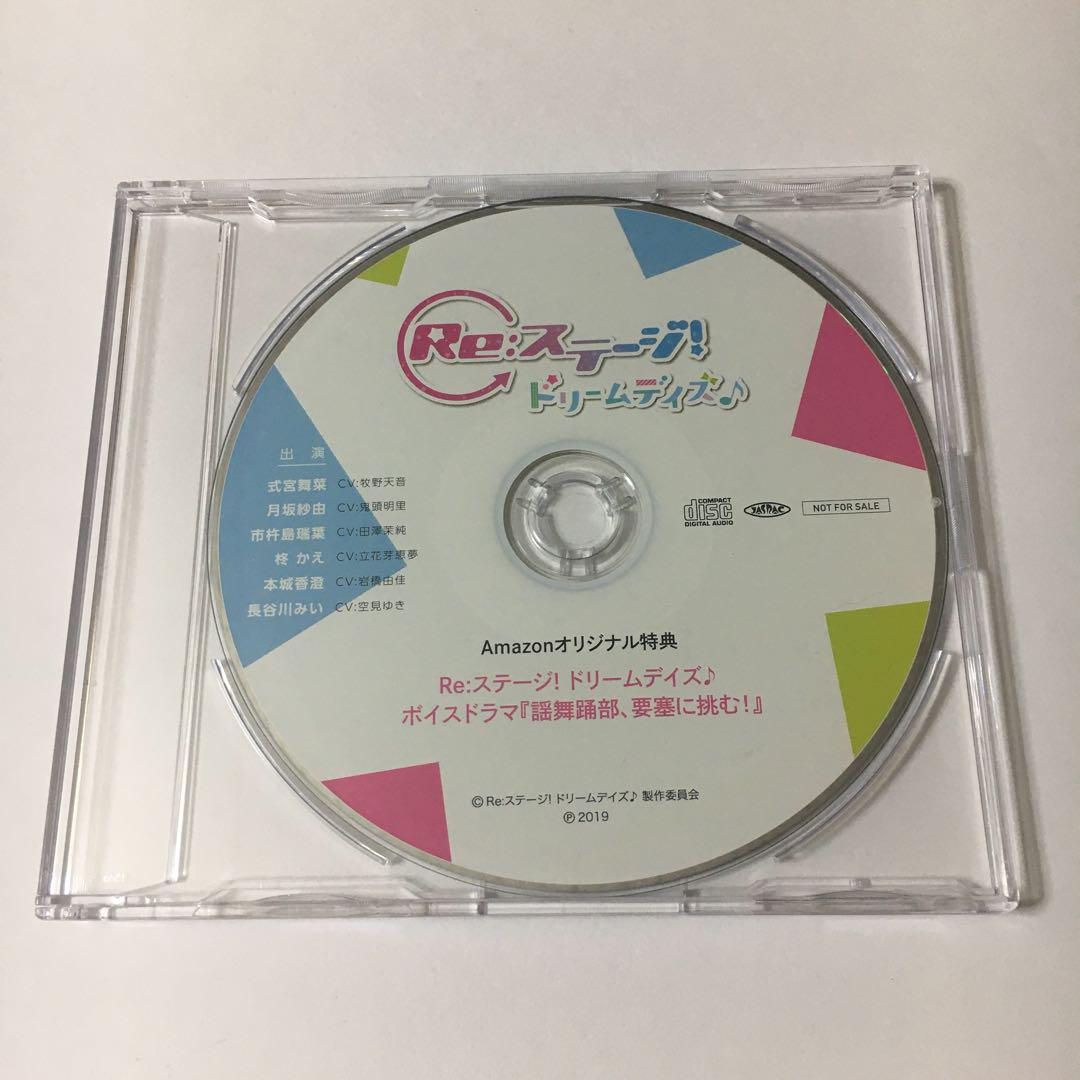 Re:ステージ!
ドリームデイズ♪
出演
式宮舞菜 CV:牧野天音
月坂紗由 CV:鬼頭明里
市杵島瑞葉 CV:田澤茉純
柊 かえ CV:立花芽恵夢
本城香澄 CV:岩橋由佳
長谷川みい CV:空見ゆき
COMPACT
disc
DIGITAL AUDIO
JASRAC
NOT FOR SALE
Amazonオリジナル特典
Re:ステージ! ドリームデイズ♪
ボイスドラマ『謡舞踊部、要塞に挑む!』
©Re:ステージ! ドリームデイズ♪ 製作委員会
℗2019